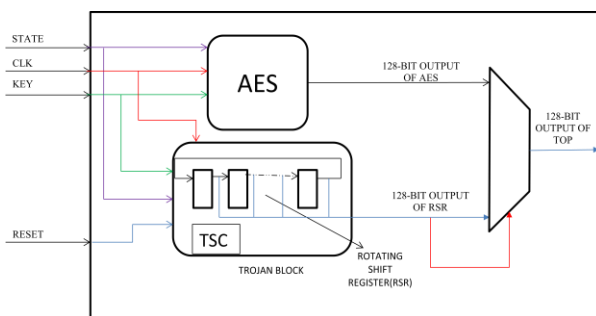 STATE
CLK
KEY
RESET
AES
128-BIT OUTPUT
OF AES
128-BIT
OUTPUT OF
TOP
128-BIT OUTPUT
OF RSR
TSC
TROJAN BLOCK
ROTATING
SHIFT
REGISTER(RSR)